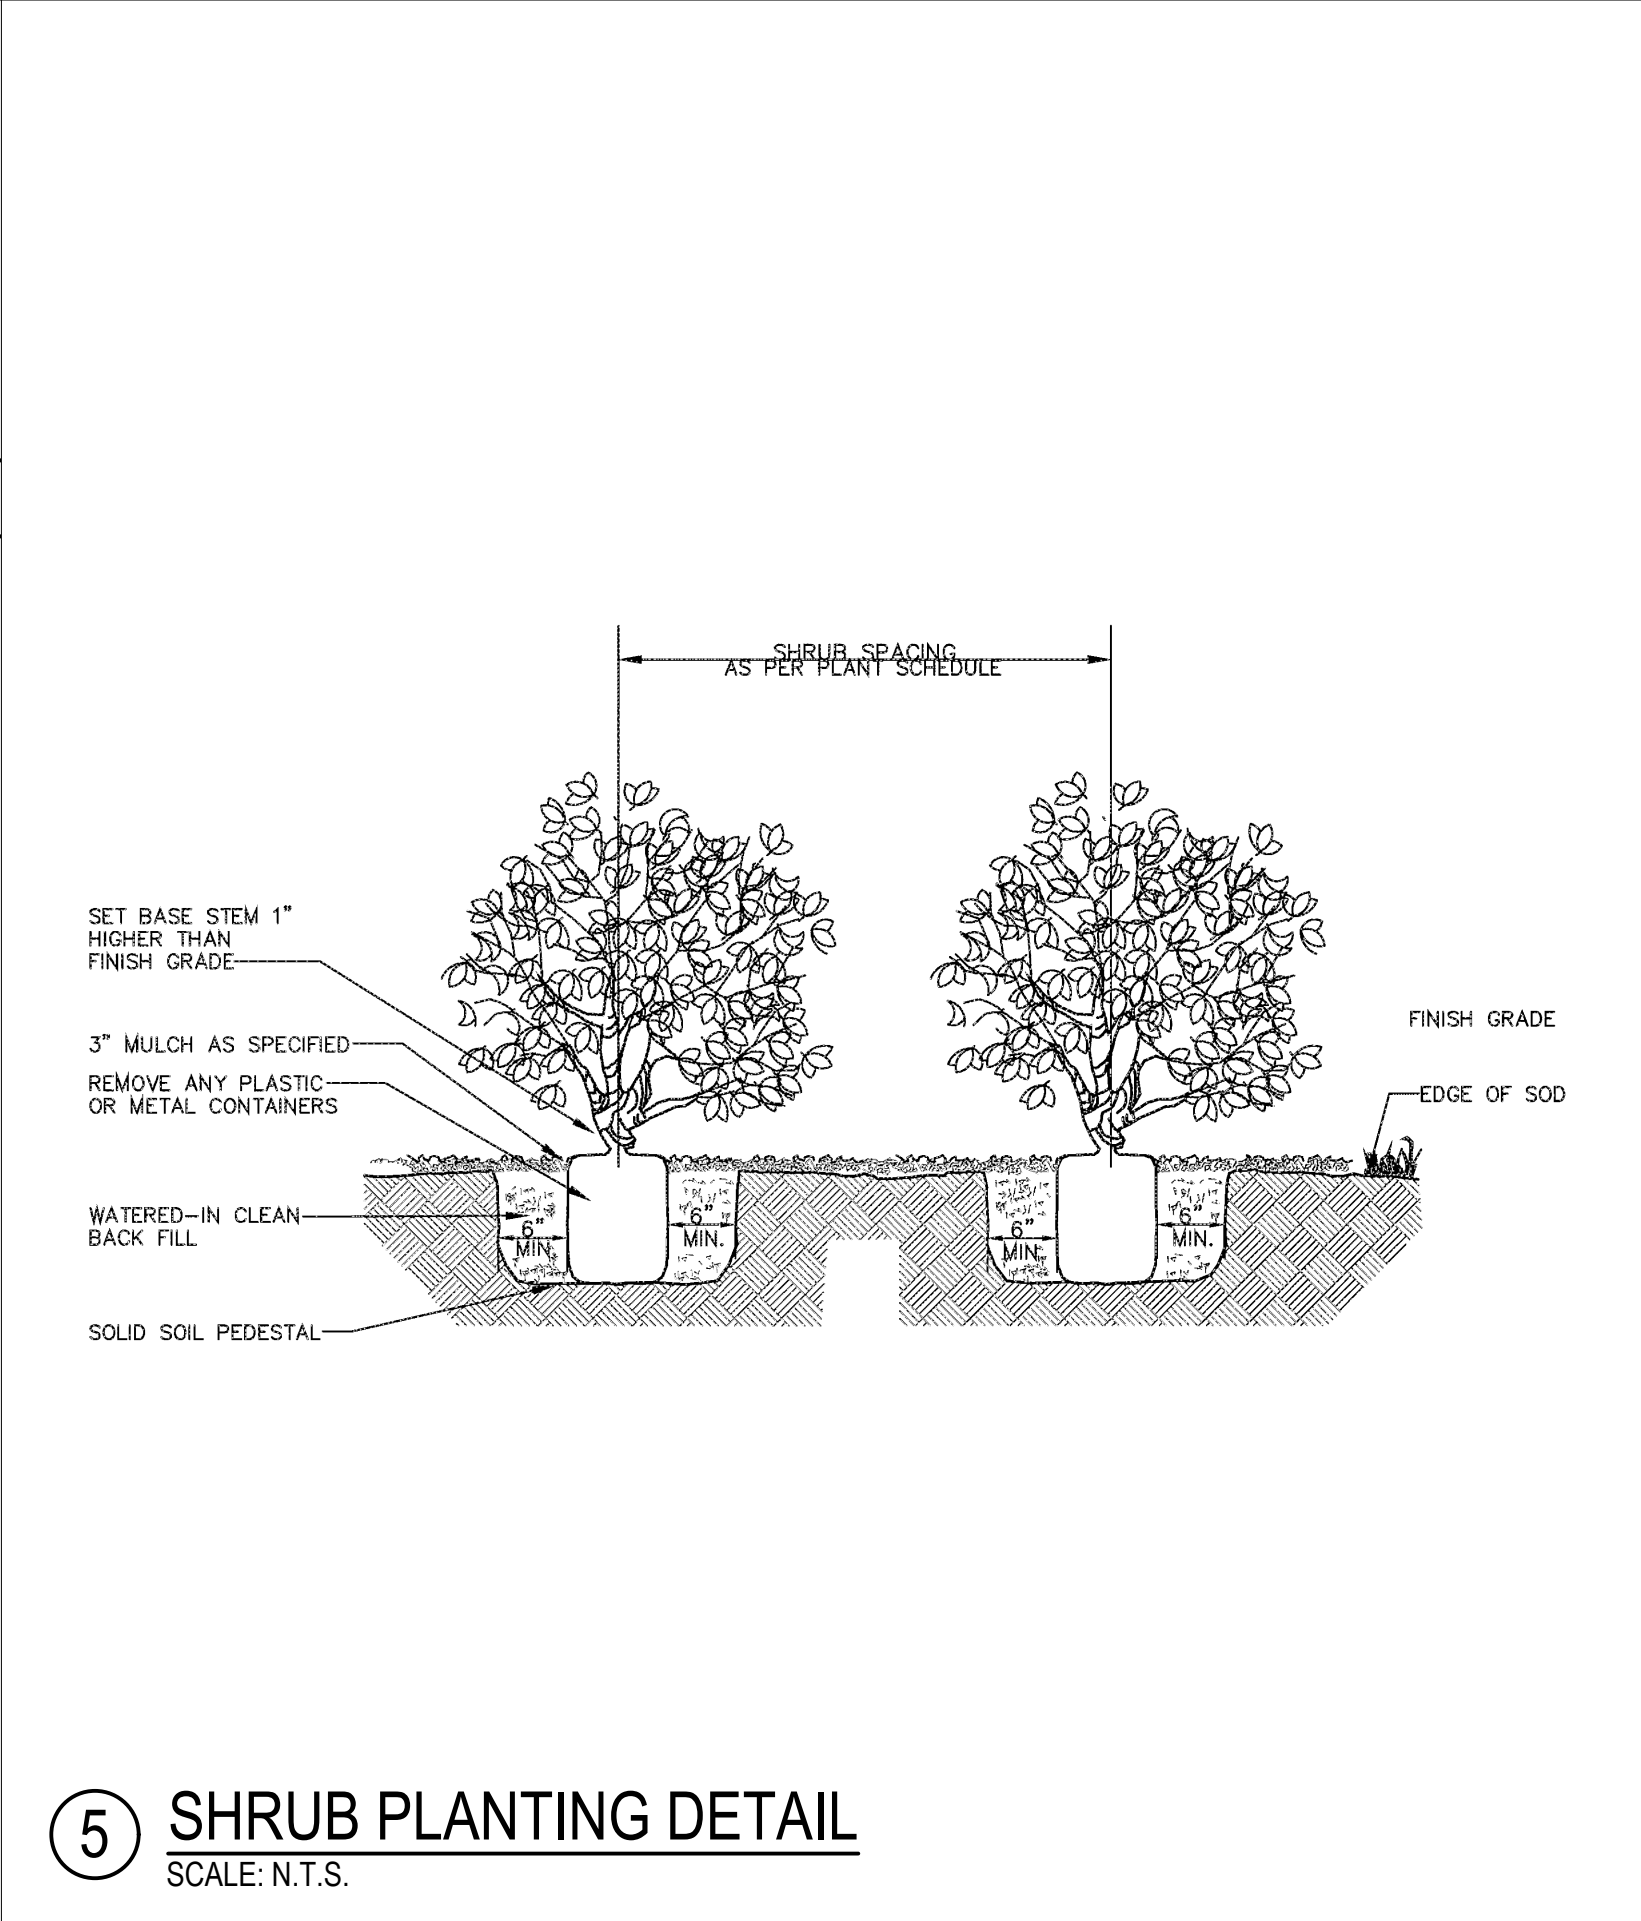 SHRUB SPACING
AS PER PLANT SCHEDULE
SET BASE STEM 1"
HIGHER THAN
FINISH GRADE
3" MULCH AS SPECIFIED
REMOVE ANY PLASTIC
OR METAL CONTAINERS
WATERED-IN CLEAN
BACK FILL
SOLID SOIL PEDESTAL
6"
MIN.
6"
MIN.
6"
MIN.
6"
MIN.
FINISH GRADE
EDGE OF SOD
5
SHRUB PLANTING DETAIL
SCALE: N.T.S.